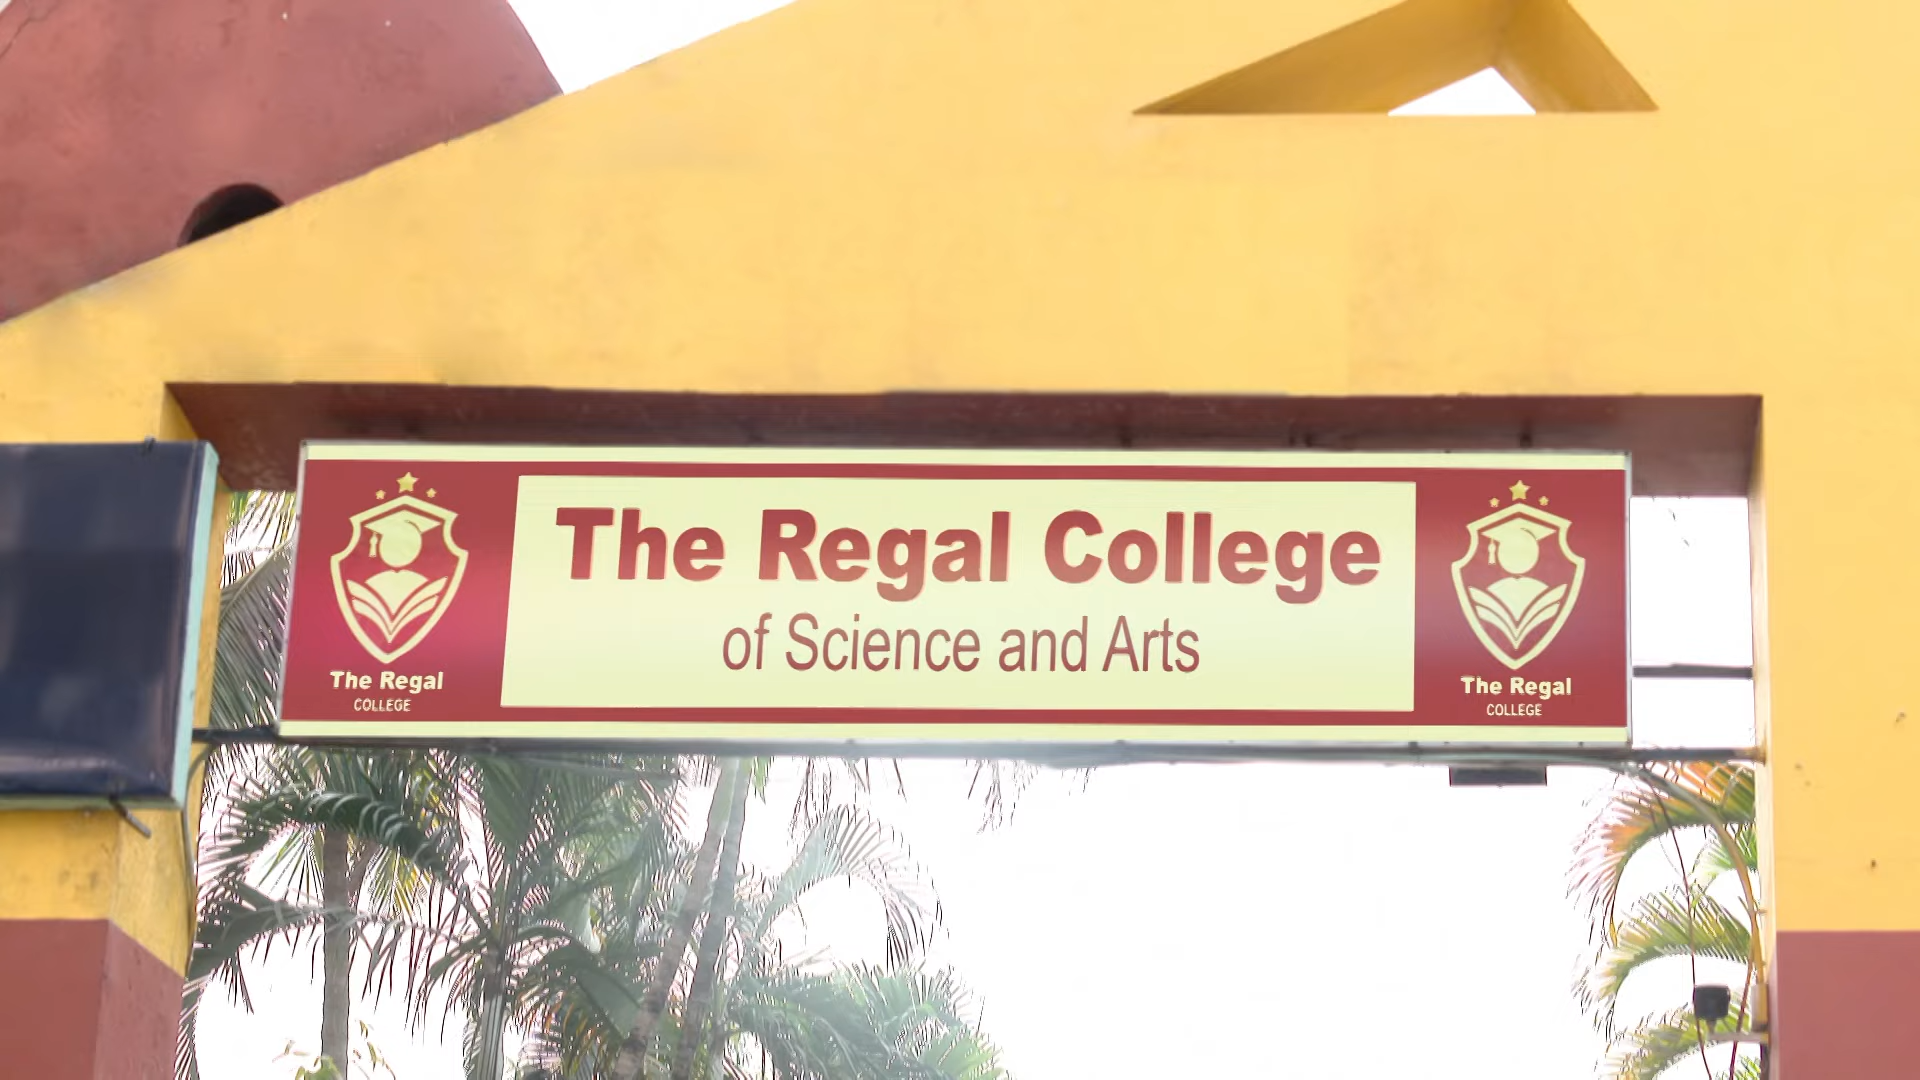 The Regal College
of Science and Arts
The Regal
COLLEGE
The Regal
COLLEGE